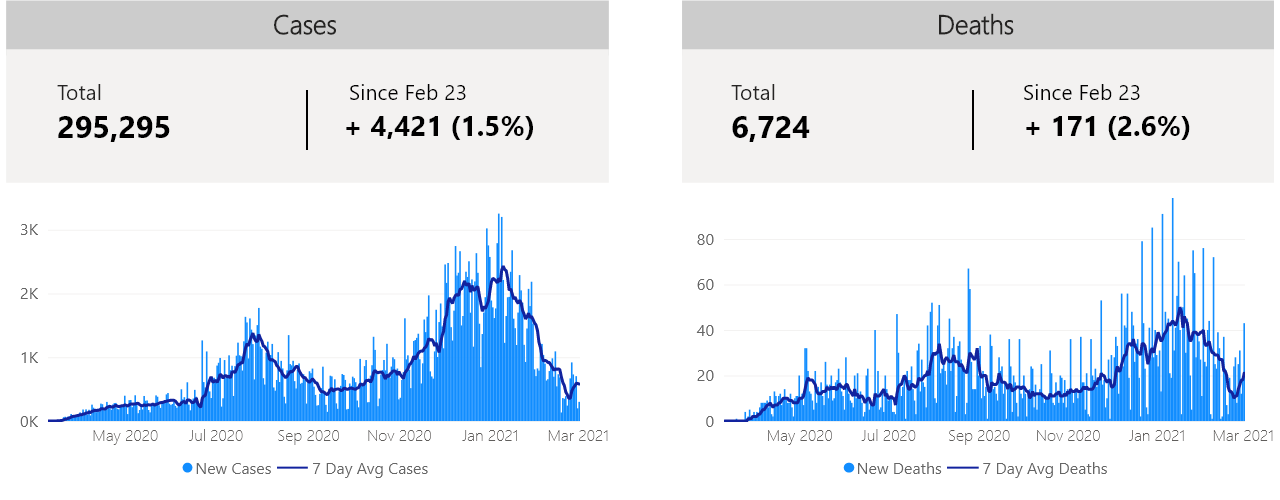 Cases
Total
295,295
Since Feb 23
+ 4,421 (1.5%)
3K
2K
1K
0K
May 2020 Jul 2020 Sep 2020 Nov 2020 Jan 2021 Mar 2021
New Cases 7 Day Avg Cases
Deaths
Total
6,724
Since Feb 23
+ 171 (2.6%)
80
60
40
20
0
May 2020 Jul 2020 Sep 2020 Nov 2020 Jan 2021 Mar 2021
New Deaths 7 Day Avg Deaths